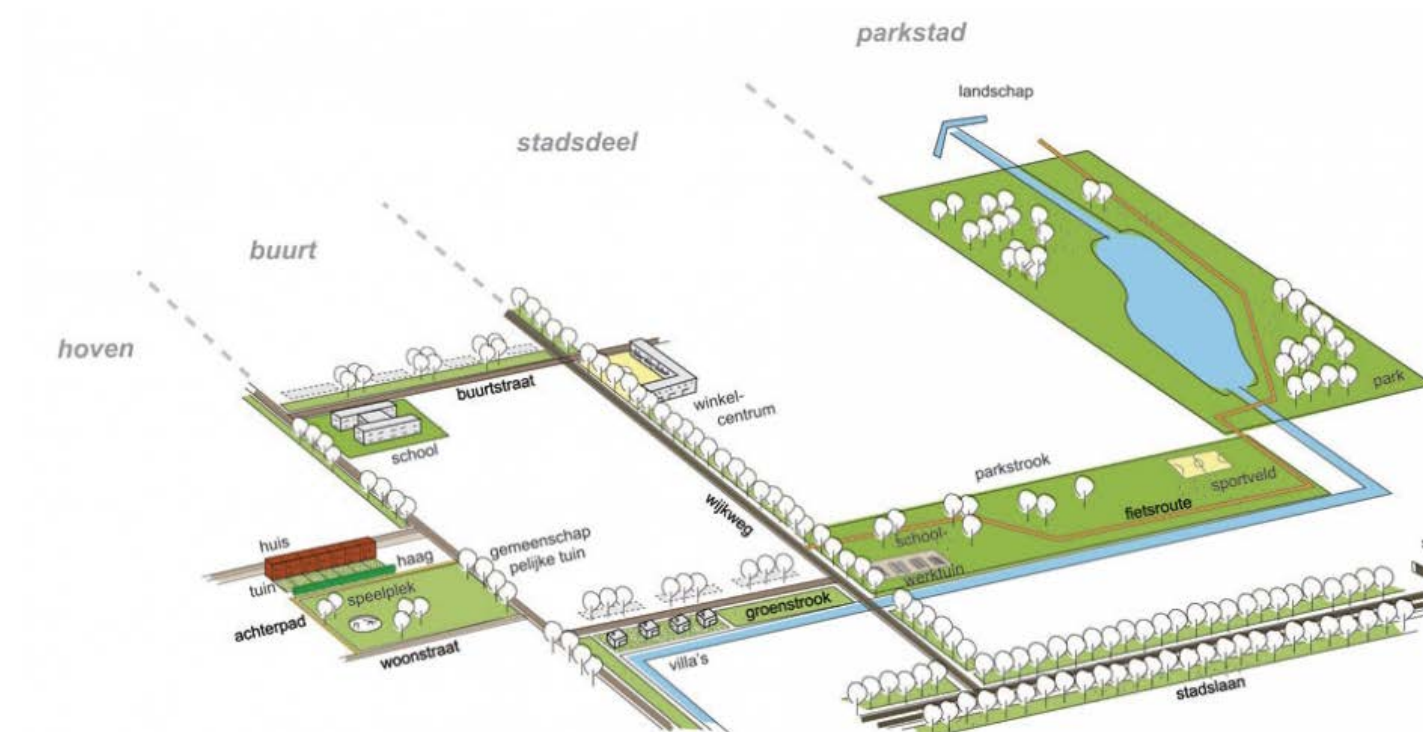 parkstad
landschap
stadsdeel
buurt
hoven
park
buurtstraat
winkel-
centrum
school
parkstrook
sportveld
wijkweg
fietsroute
school-
werktuin
huis
haag
gemeenschap
pelijke tuin
tuin
speelplek
achterpad
woonstraat
groenstrook
villa's
stadslaan